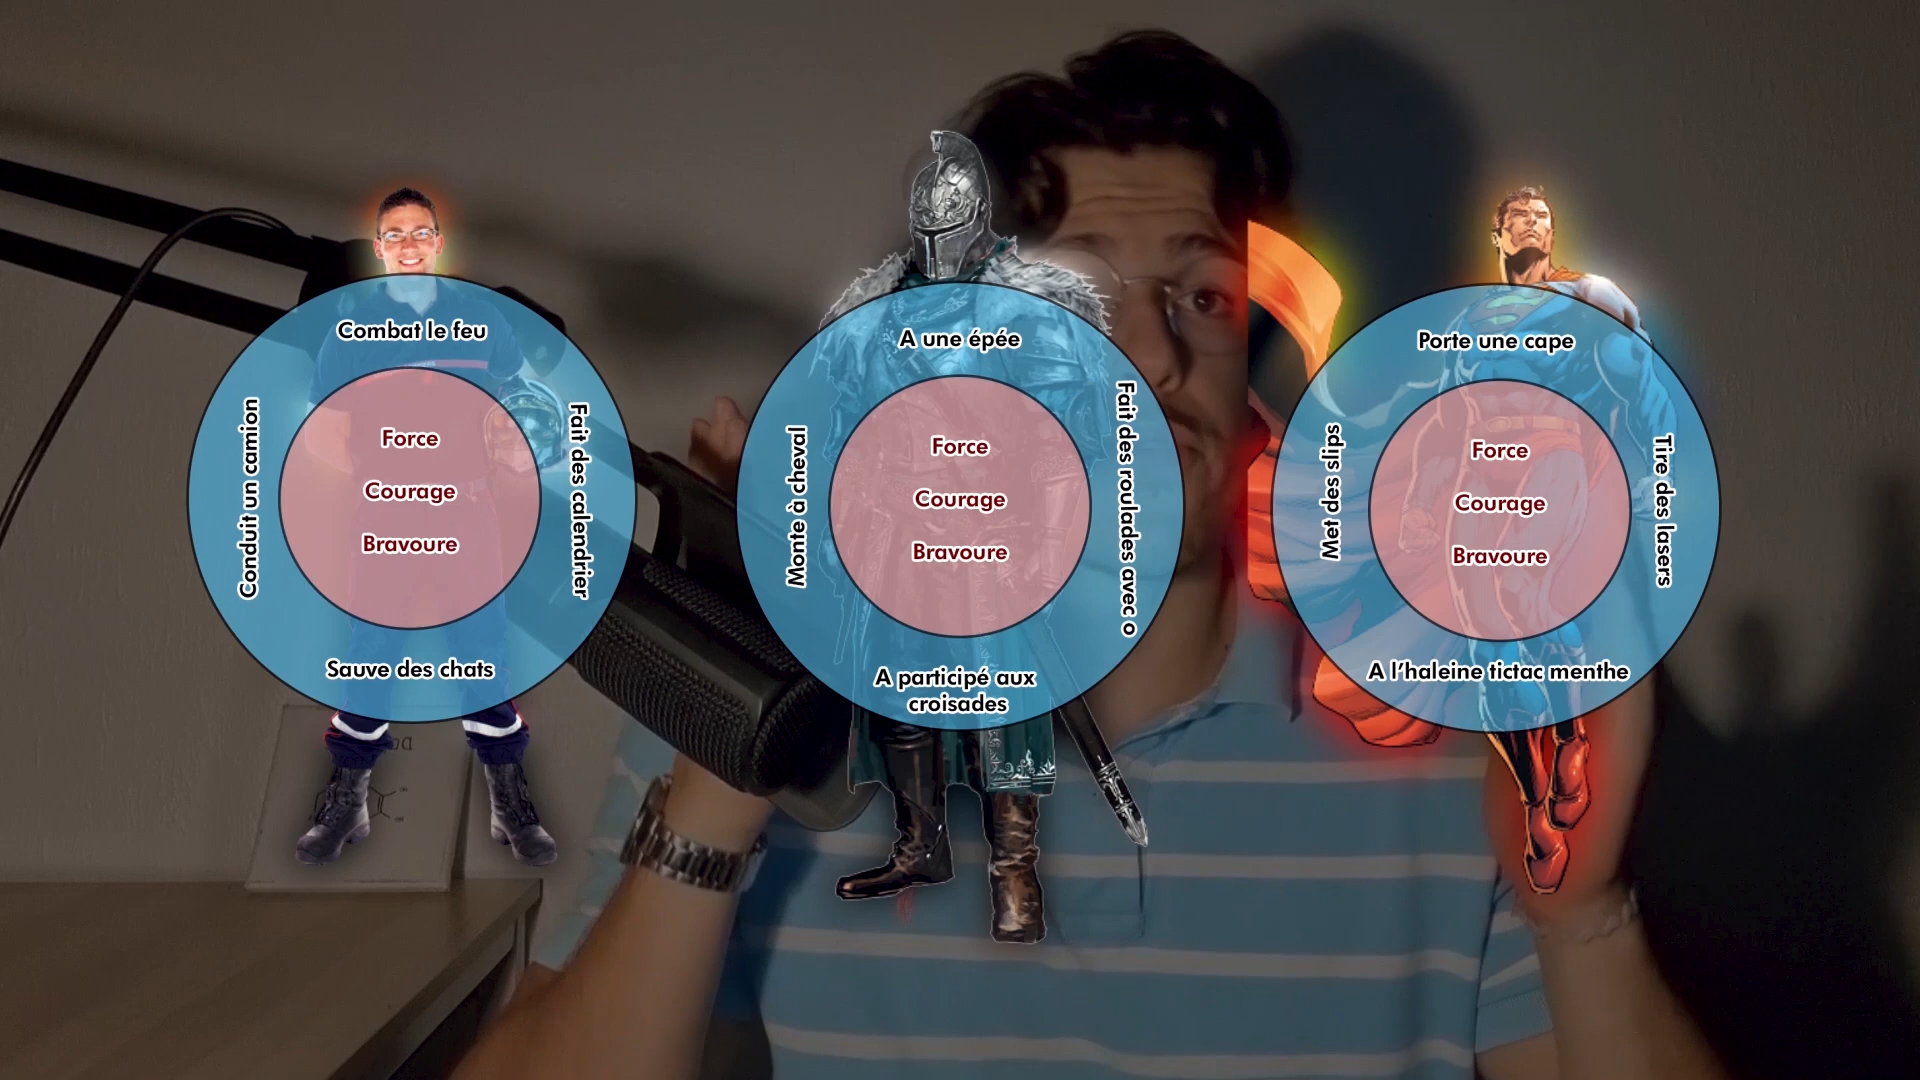 Combat le feu
Conduit un camion
Force
Courage
Bravoure
Fait des calendrier
Sauve des chats
A une épée
Monte à cheval
Force
Courage
Bravoure
Fait des roulades avec o
A participé aux
croisades
Porte une cape
Met des slips
Force
Courage
Bravoure
Tire des lasers
A l'haleine tictac menthe